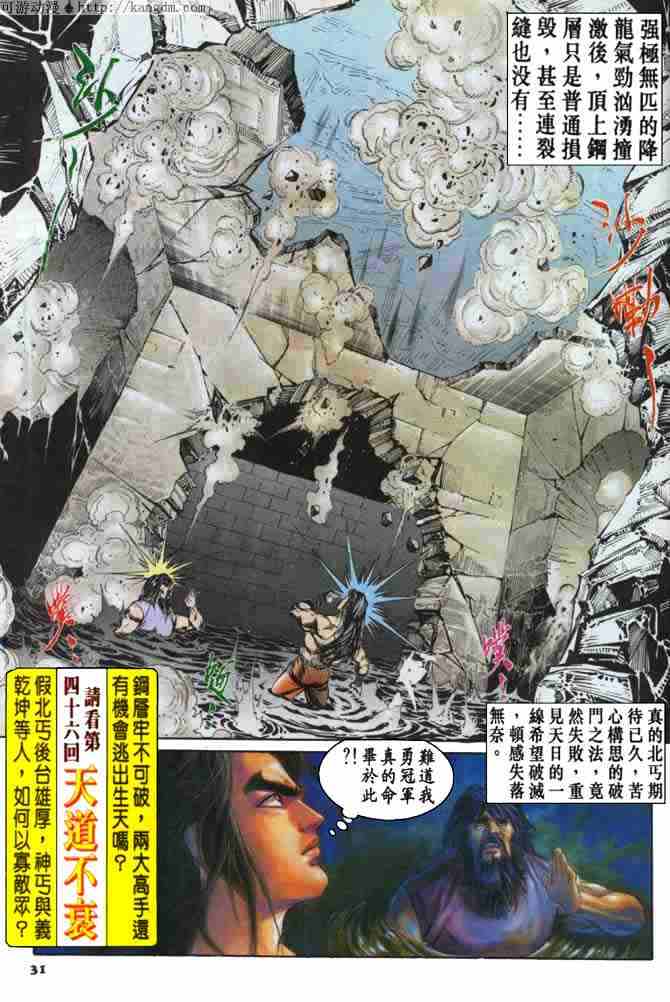 可游动漫 ♠ http://kangdm.com/
强極無匹的降
龍氣勁汹湧撞
激後，頂上鋼
層只是普通損
毀，甚至連裂
縫也没有……
沙
噗
噗
真的北丐期
待已久，苦
心構思的破
門之法，竟
然失敗，重
見天日的一
線希望破滅
，頓感失落
無奈。
難道我
勇冠軍
真的命
畢於此
?!
鋼層牢不可破，兩大高手還
有機會逃出生天嗎？
請看第
四十六回
天道不衰
假北丐後台雄厚，神丐與義
乾坤等人，如何以寡敵眾？
31